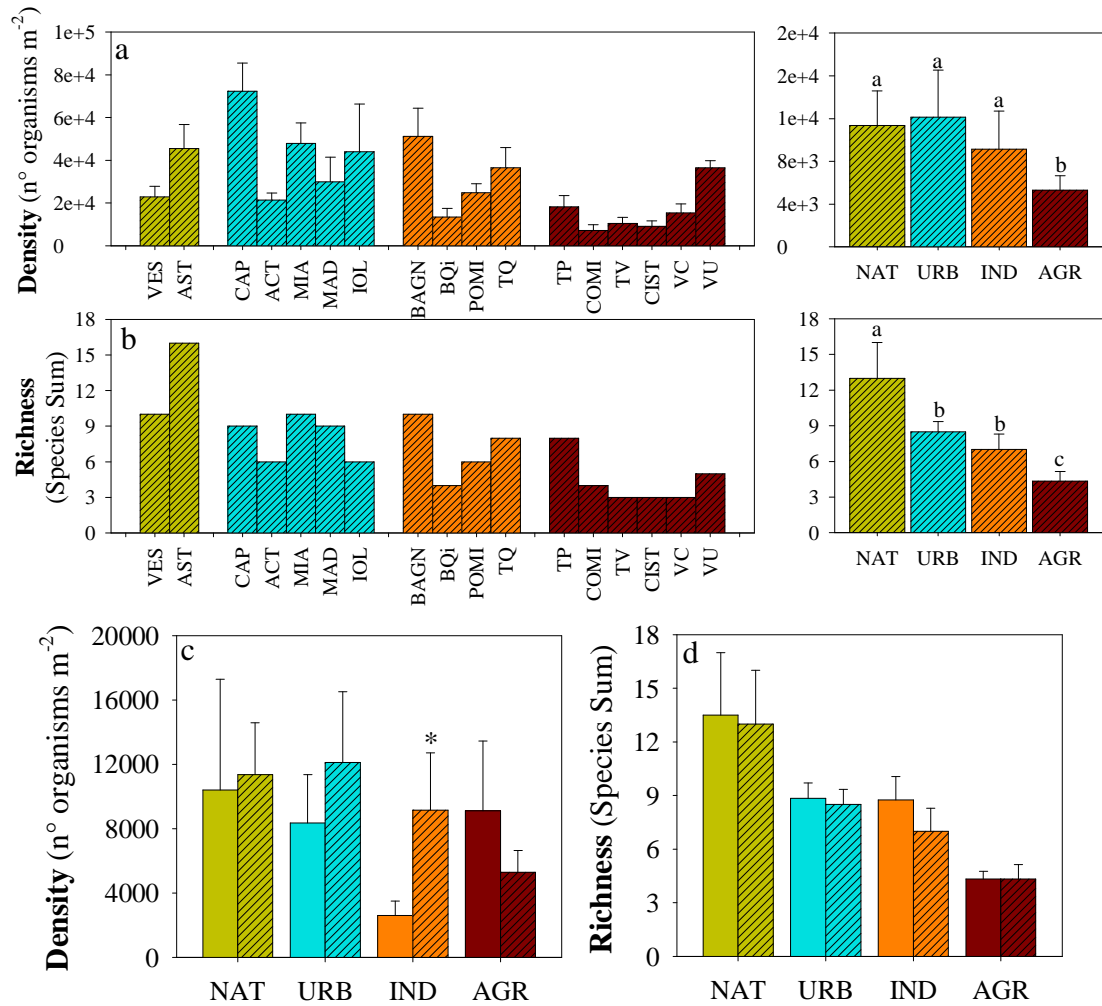 a
Density (n° organisms m-2)
1e+5
8e+4
6e+4
4e+4
2e+4
0
VES AST CAP ACT MIA MAD IOL BAGN BQi POMI TQ TP COMI TV CIST VC VU
2e+4
2e+4
1e+4
8e+3
4e+3
0
a a a b
NAT URB IND AGR
b
Richness
(Species Sum)
18
15
12
9
6
3
0
VES AST CAP ACT MIA MAD IOL BAGN BQi POMI TQ TP COMI TV CIST VC VU
18
15
12
9
6
3
0
a b b c
NAT URB IND AGR
c
Density (n° organisms m-2)
20000
16000
12000
8000
4000
0
*
NAT URB IND AGR
d
Richness (Species Sum)
18
15
12
9
6
3
0
NAT URB IND AGR